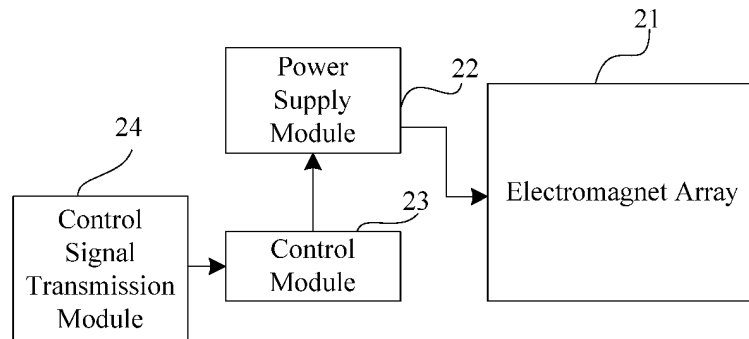 21
Power
Supply
Module
22
24
Electromagnet Array
23
Control
Signal
Transmission
Module
Control
Module